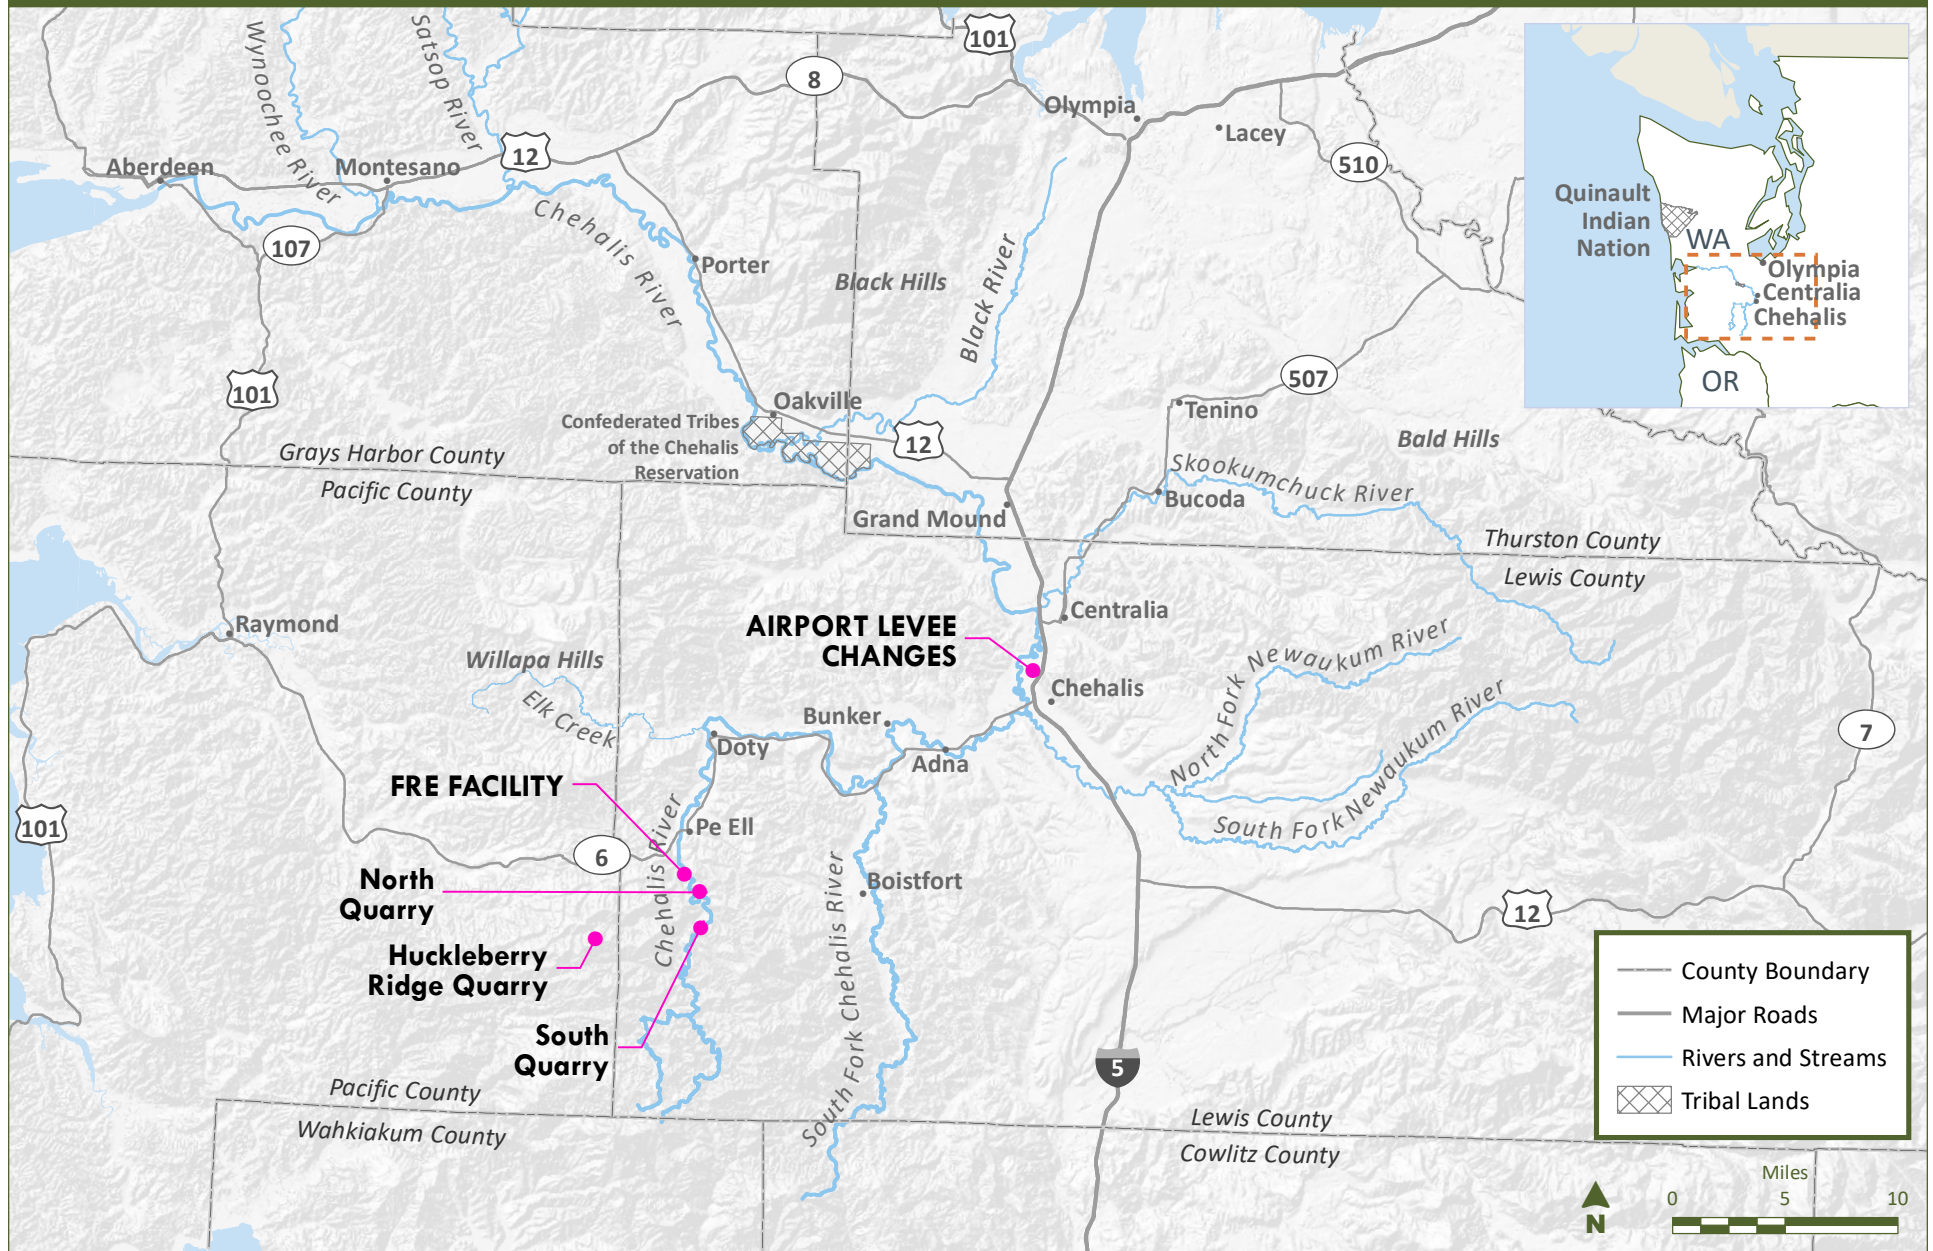 101
8
Olympia
Lacey
12
510
Wynoochee River
Satsop River
Aberdeen
Montesano
107
Chehalis River
Porter
Black Hills
Black River
101
507
Oakville
Tenino
Confederated Tribes
of the Chehalis
Reservation
12
Bald Hills
Grays Harbor County
Pacific County
Skookumchuck River
Bucoda
Grand Mound
Thurston County
Lewis County
Raymond
Centralia
AIRPORT LEVEE
CHANGES
Willapa Hills
Elk Creek
North Fork Newaukum River
Chehalis
Bunker
Doty
Adna
South Fork Newaukum River
7
FRE FACILITY
101
Pe Ell
6
Chehalis River
North
Quarry
Boistfort
South Fork Chehalis River
12
Huckleberry
Ridge Quarry
South
Quarry
5
Pacific County
Wahkiakum County
Lewis County
Cowlitz County
Quinault
Indian
Nation
WA
Olympia
Centralia
Chehalis
OR
County Boundary
Major Roads
Rivers and Streams
Tribal Lands
N
Miles
0 5 10